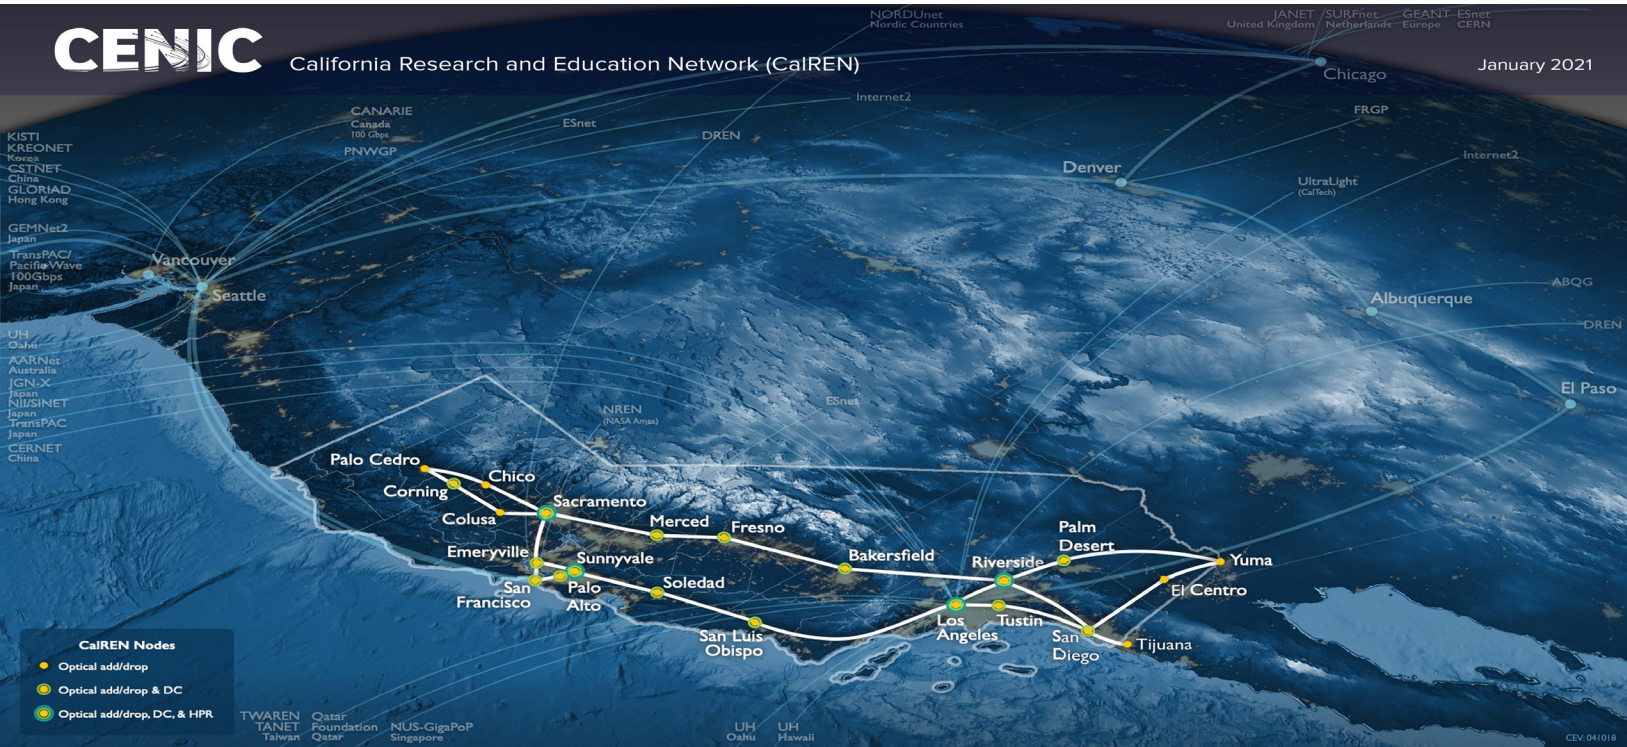 CENIC
California Research and Education Network (CalREN)
January 2021
NORDUnet
Nordic Countries
JANET
United Kingdom
SURFnet
Netherlands
GEANT
Europe
ESnet
CERN
Chicago
Internet2
FRGP
CANARIE
Canada
100 Gbps
PNWGP
ESnet
DREN
KISTI
KREONET
Korea
CSTNET
China
GLORIAD
Hong Kong
GEMNet2
Japan
TransPAC/
PacificWave
100Gbps
Japan
Vancouver
Seattle
Denver
Internet2
UltraLight
(CalTech)
ABQG
Albuquerque
DREN
El Paso
UH
Oahu
AARNet
Australia
JGN-X
Japan
NII/SINET
Japan
TransPAC
Japan
CERNET
China
NREN
(NASA Ames)
ESnet
Palo Cedro
Chico
Corning
Colusa
Sacramento
Merced
Fresno
Emeryville
Sunnyvale
San
Francisco
Palo
Alto
Soledad
San Luis
Obispo
Bakersfield
Riverside
Palm
Desert
Yuma
El Centro
Los
Angeles
Tustin
San
Diego
Tijuana
CalREN Nodes
Optical add/drop
Optical add/drop & DC
Optical add/drop, DC, & HPR
TWAREN
TANET
Taiwan
Qatar
Foundation
Qatar
NUS-GigaPoP
Singapore
UH
Oahu
UH
Hawaii
CEV: 041018